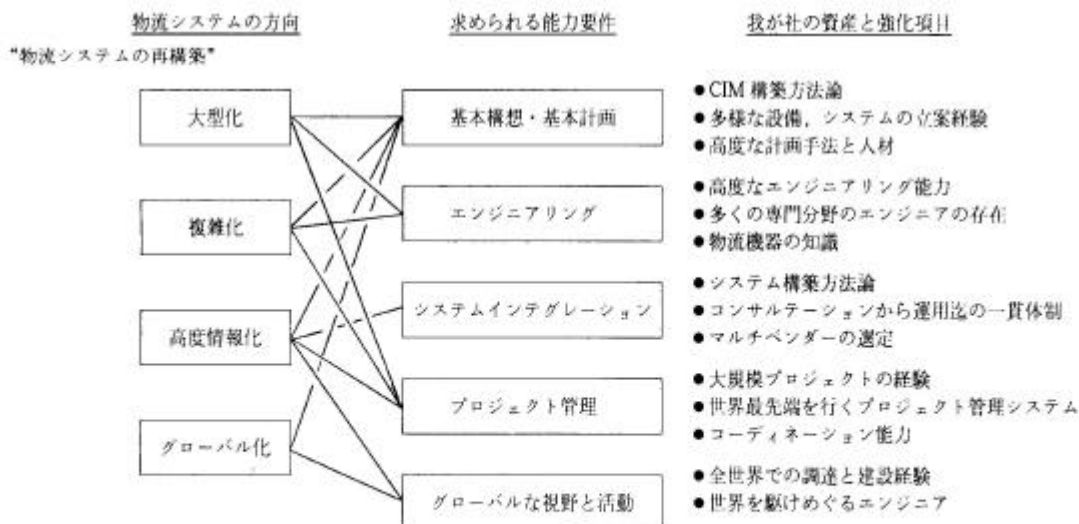 物流システムの方向
求められる能力要件
我が社の資産と強化項目
“物流システムの再構築”
大型化
複雑化
高度情報化
グローバル化
基本構想・基本計画
エンジニアリング
システムインテグレーション
プロジェクト管理
グローバルな視野と活動
●CIM 構築方法論
●多様な設備，システムの立案経験
●高度な計画手法と人材
●高度なエンジニアリング能力
●多くの専門分野のエンジニアの存在
●物流機器の知識
●システム構築方法論
●コンサルテーションから運用迄の一貫体制
●マルチベンダーの選定
●大規模プロジェクトの経験
●世界最先端を行くプロジェクト管理システム
●コーディネーション能力
●全世界での調達と建設経験
●世界を駆けめぐるエンジニア